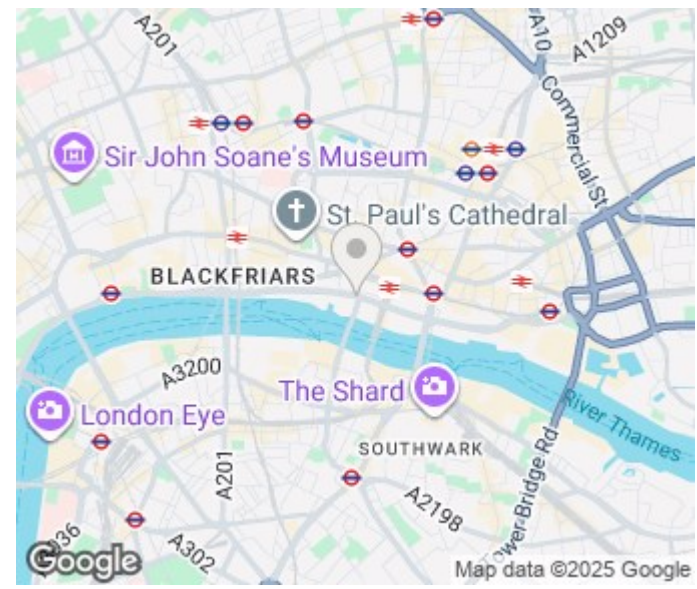 A201
A10
A1209
Commercial St
Sir John Soane's Museum
St. Paul's Cathedral
BLACKFRIARS
A3200
The Shard
London Eye
River Thames
SOUTHWARK
A201
Tower Bridge Rd
A2198
A302
Google
Map data ©2025 Google